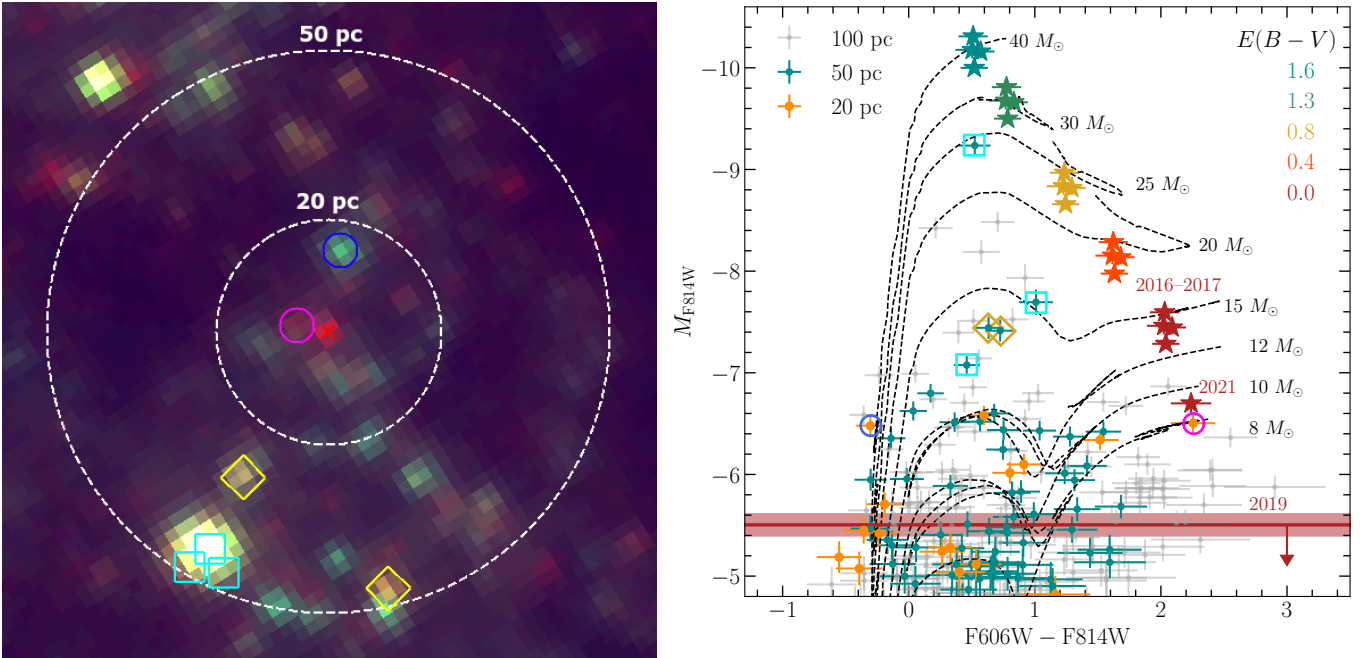 50 pc
20 pc
100 pc
50 pc
20 pc
E(B − V)
1.6
1.3
0.8
0.4
0.0
40 M⊙
30 M⊙
25 M⊙
20 M⊙
2016–2017
15 M⊙
12 M⊙
2021
10 M⊙
8 M⊙
2019
−10
−9
−8
−7
−6
−5
M_F814W
−1
0
1
2
3
F606W − F814W